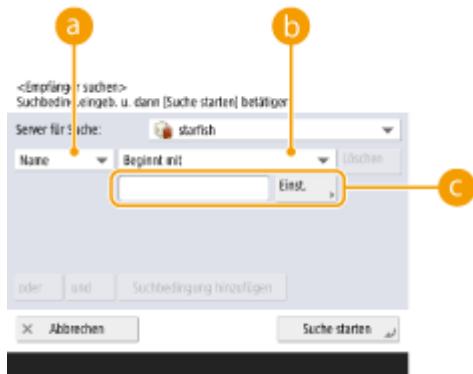 a b
<Empfänger suchen>
Suchbeding.eingeb. u. dann [Suche starten] betätigen
Server für Suche: starfish
Name Beginnt mit Löschen
Einst.
c
oder und Suchbedingung hinzufügen
× Abbrechen Suche starten